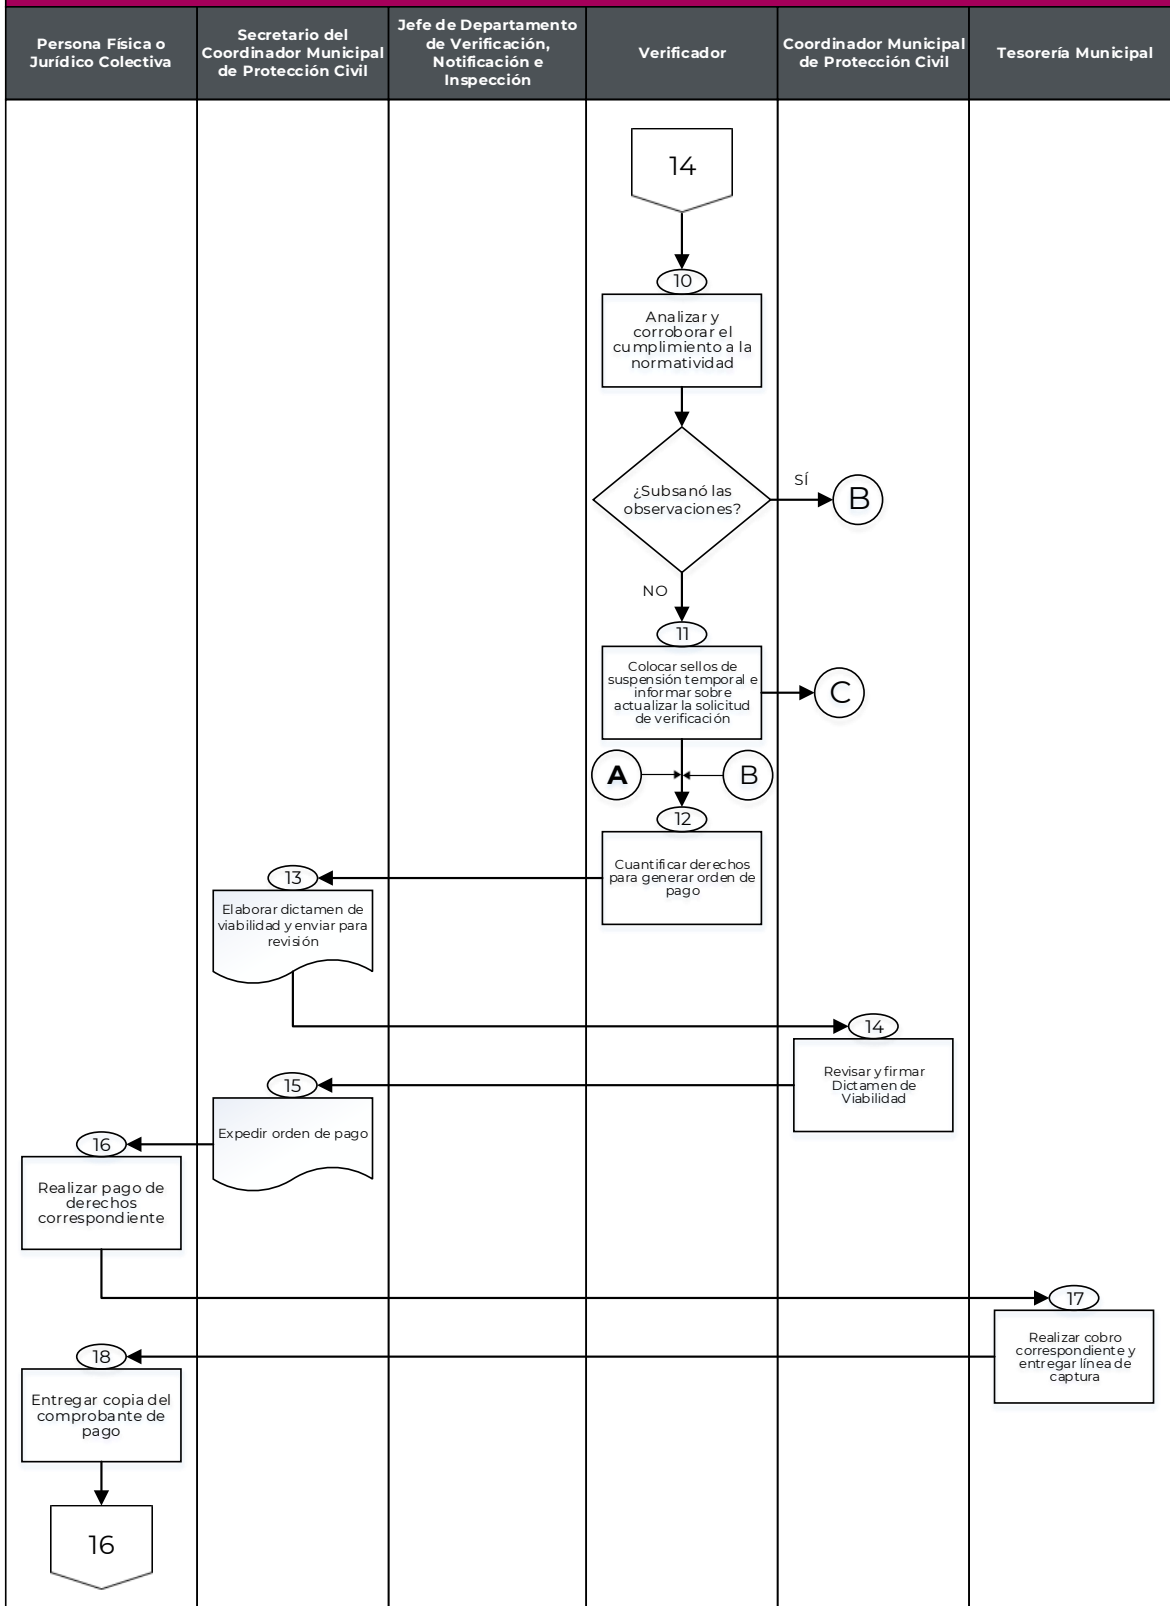 Persona Física o
Jurídico Colectiva
Secretario del
Coordinador Municipal
de Protección Civil
Jefe de Departamento
de Verificación,
Notificación e
Inspección
Verificador
Coordinador Municipal
de Protección Civil
Tesorería Municipal
14
10
Analizar y
corroborar el
cumplimiento a la
normatividad
¿Subsanó las
observaciones?
SÍ
B
NO
11
Colocar sellos de
suspensión temporal e
informar sobre
actualizar la solicitud
de verificación
C
A
B
12
Cuantificar derechos
para generar orden de
pago
13
Elaborar dictamen de
viabilidad y enviar para
revisión
14
Revisar y firmar
Dictamen de
Viabilidad
15
Expedir orden de pago
16
Realizar pago de
derechos
correspondiente
17
Realizar cobro
correspondiente y
entregar línea de
captura
18
Entregar copia del
comprobante de
pago
16